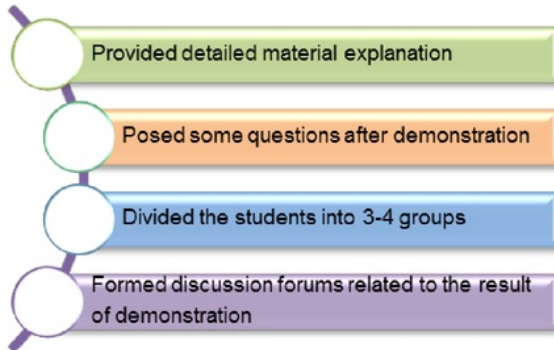 Provided detailed material explanation
Posed some questions after demonstration
Divided the students into 3-4 groups
Formed discussion forums related to the result
of demonstration